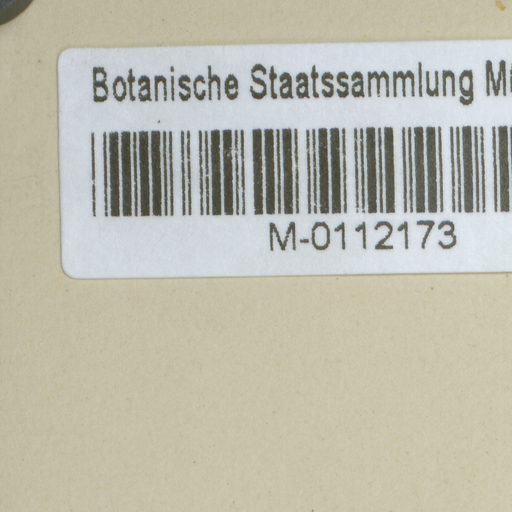 Botanische Staatssammlung
M-0112173